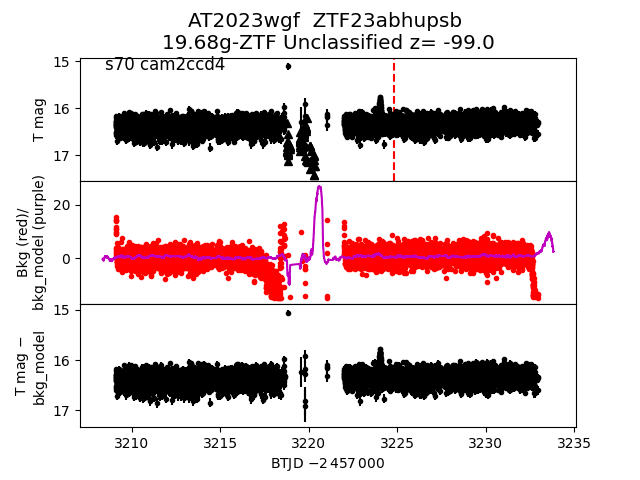 AT2023wgf  ZTF23abhupsb
19.68g-ZTF Unclassified z= -99.0
s70 cam2ccd4
15
16
17
T mag
20
0
Bkg (red)/
bkg_model (purple)
15
16
17
T mag −
bkg_model
3210
3215
3220
3225
3230
3235
BTJD −2 457 000